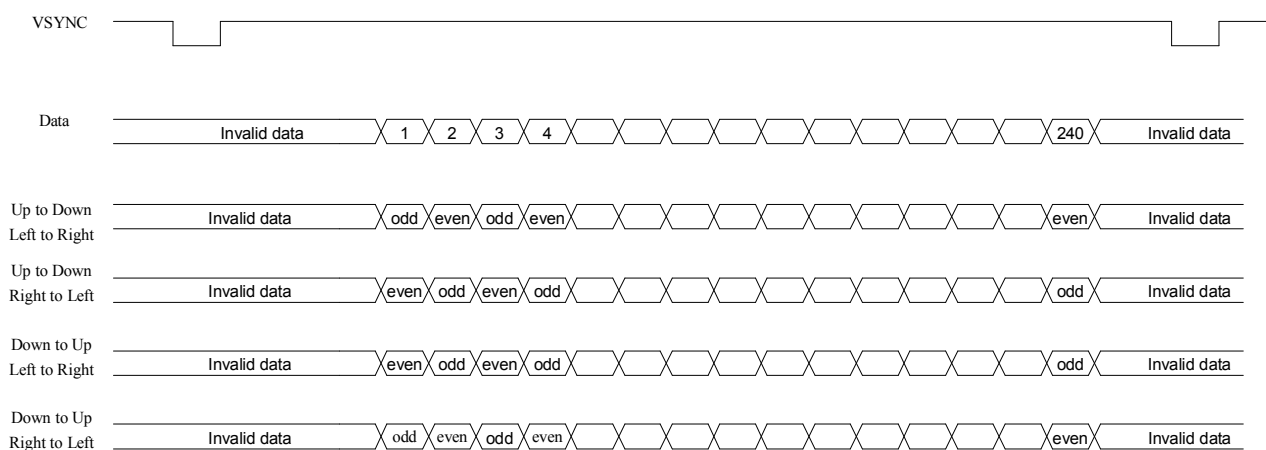 VSYNC
Data Invalid data 1 2 3 4 240 Invalid data
Up to Down
Left to Right Invalid data odd even odd even even Invalid data
Up to Down
Right to Left Invalid data even odd even odd odd Invalid data
Down to Up
Left to Right Invalid data even odd even odd odd Invalid data
Down to Up
Right to Left Invalid data odd even odd even even Invalid data